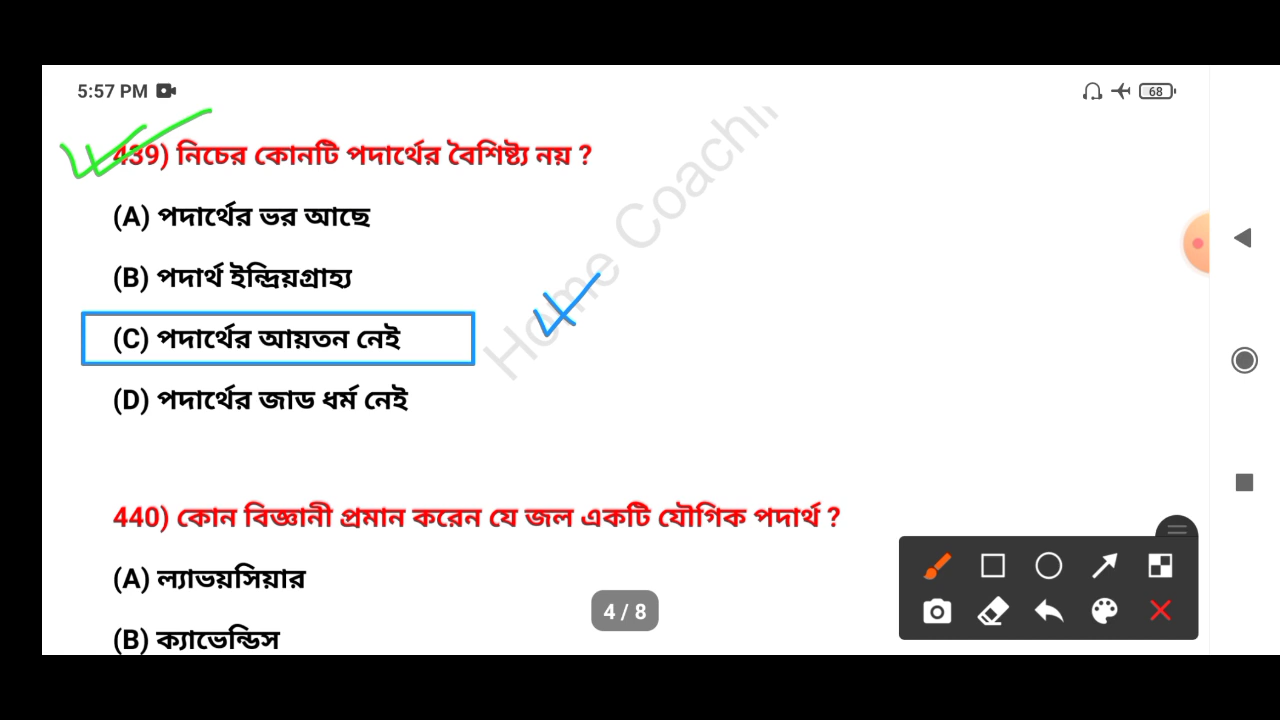 5:57 PM
68
439) নিচের কোনটি পদার্থের বৈশিষ্ট্য নয় ?
(A) পদার্থের ভর আছে
(B) পদার্থ ইন্দ্রিয়গ্রাহ্য
(C) পদার্থের আয়তন নেই
(D) পদার্থের জাড ধর্ম নেই
Home
440) কোন বিজ্ঞানী প্রমান করেন যে জল একটি যৌগিক পদার্থ ?
(A) ল্যাভয়সিয়ার
(B) ক্যাভেন্ডিস
4 / 8